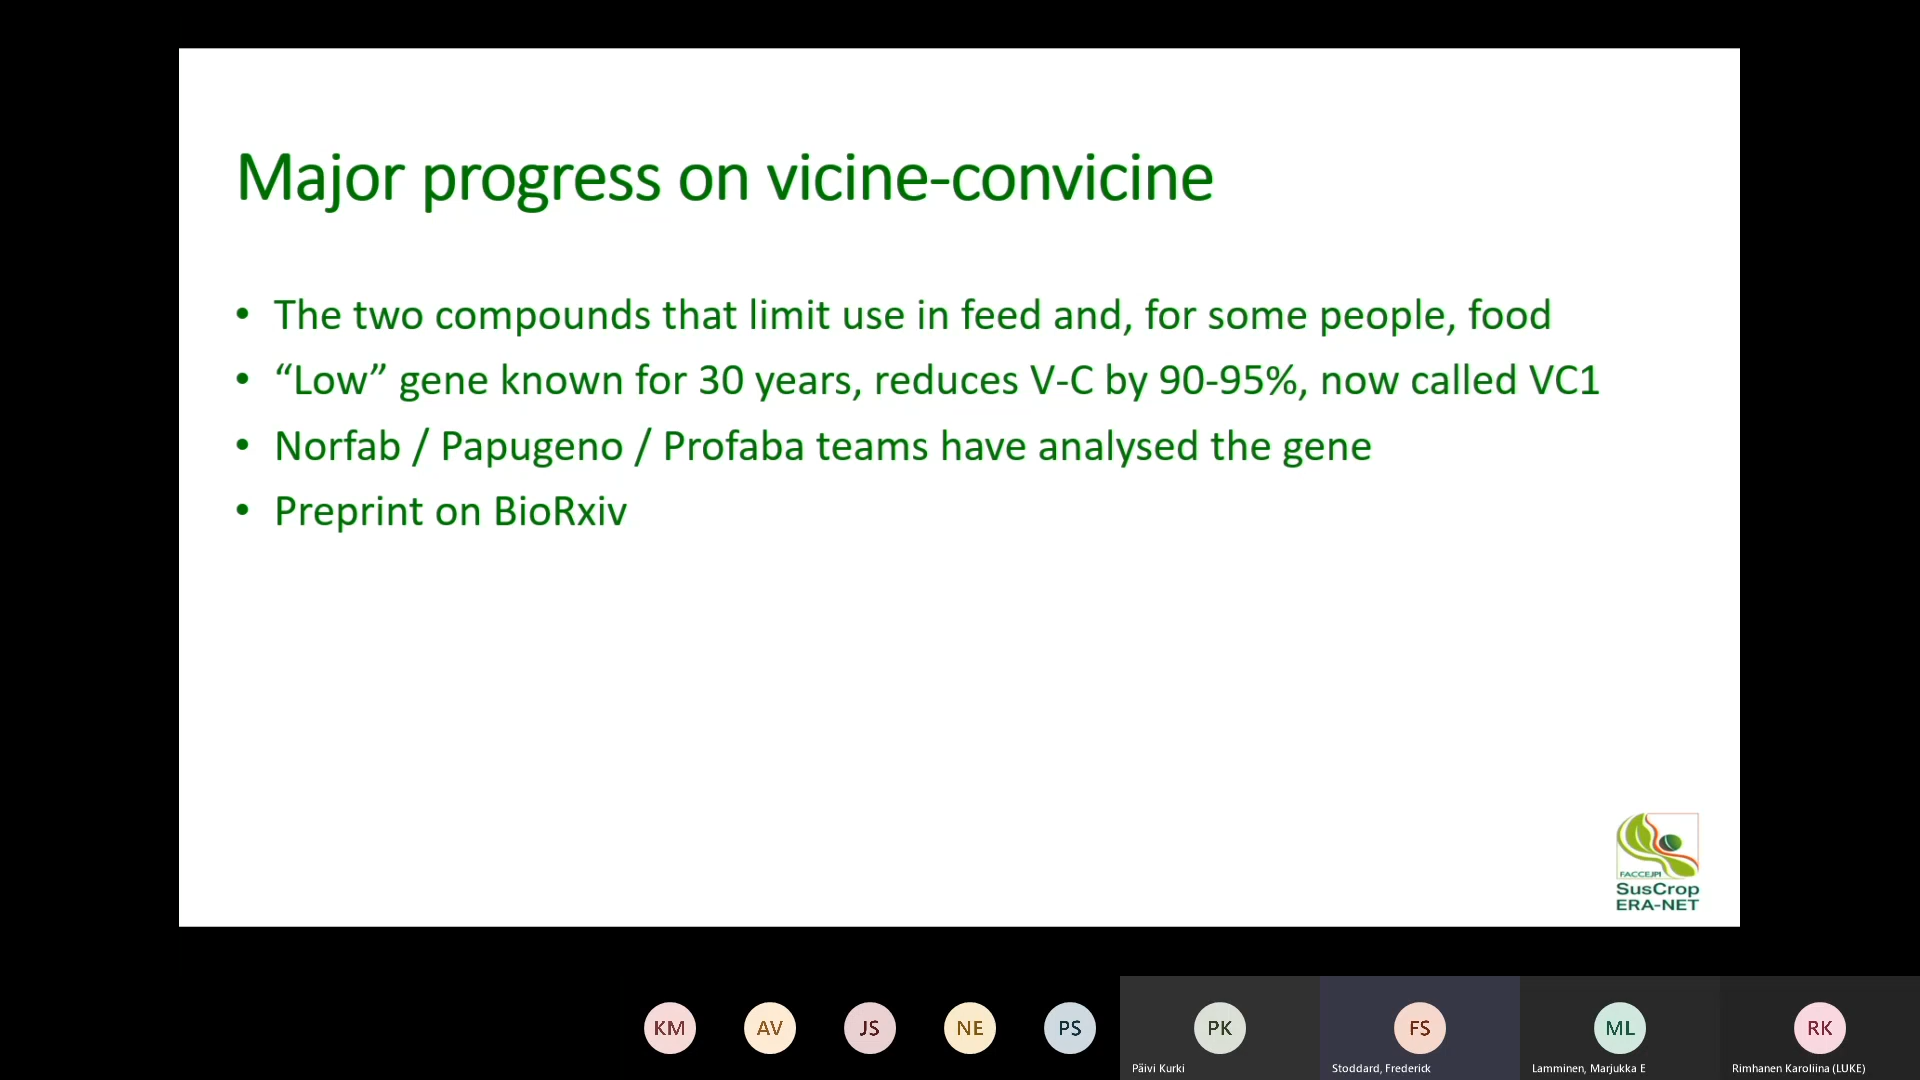 Major progress on vicine-convicine
• The two compounds that limit use in feed and, for some people, food
• “Low” gene known for 30 years, reduces V-C by 90-95%, now called VC1
• Norfab / Papugeno / Profaba teams have analysed the gene
• Preprint on BioRxiv
FACCEJPI
SusCrop
ERA-NET
KM AV JS NE PS PK FS ML RK
Päivi Kurki Stoddard, Frederick Lamminen, Marjukka E Rimhanen Karoliina (LUKE)